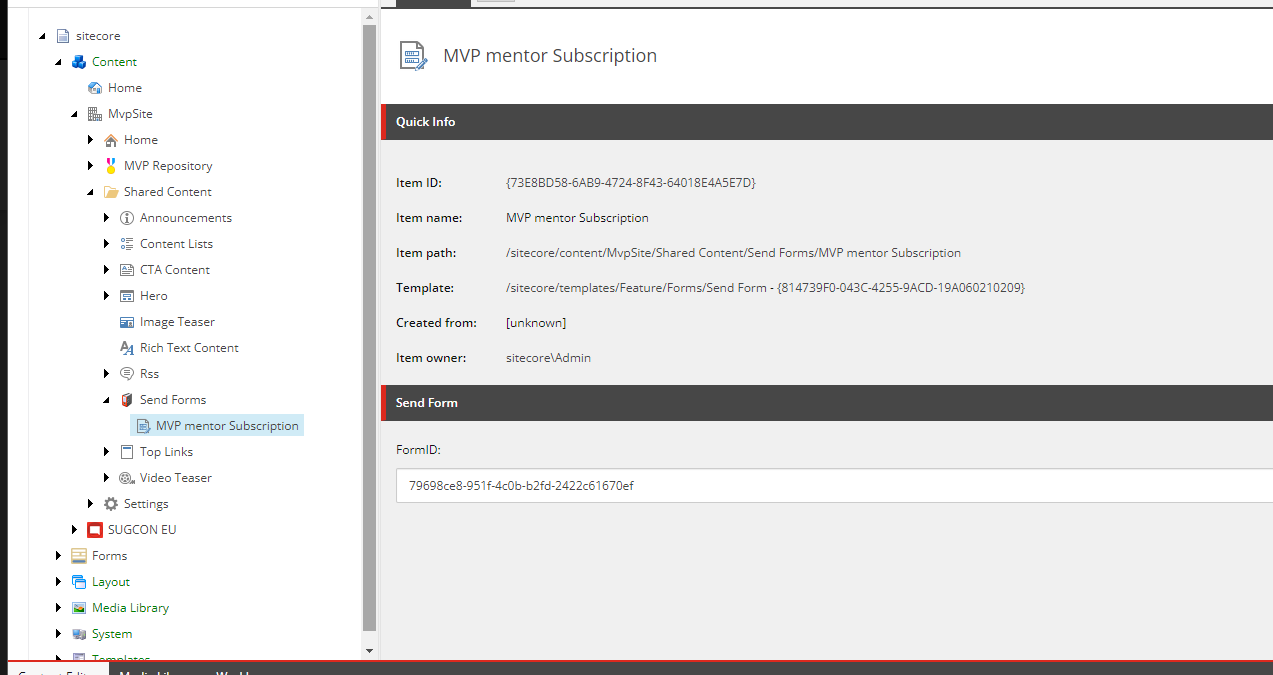 sitecore
Content
Home
MvpSite
Home
MVP Repository
Shared Content
Announcements
Content Lists
CTA Content
Hero
Image Teaser
Rich Text Content
Rss
Send Forms
MVP mentor Subscription
Top Links
Video Teaser
Settings
SUGCON EU
Forms
Layout
Media Library
System
Templates
MVP mentor Subscription
Quick Info
Item ID: {73E8BD58-6AB9-4724-8F43-64018E4A5E7D}
Item name: MVP mentor Subscription
Item path: /sitecore/content/MvpSite/Shared Content/Send Forms/MVP mentor Subscription
Template: /sitecore/templates/Feature/Forms/Send Form - {814739F0-043C-4255-9ACD-19A060210209}
Created from: [unknown]
Item owner: sitecore\Admin
Send Form
FormID:
79698ce8-951f-4c0b-b2fd-2422c61670ef